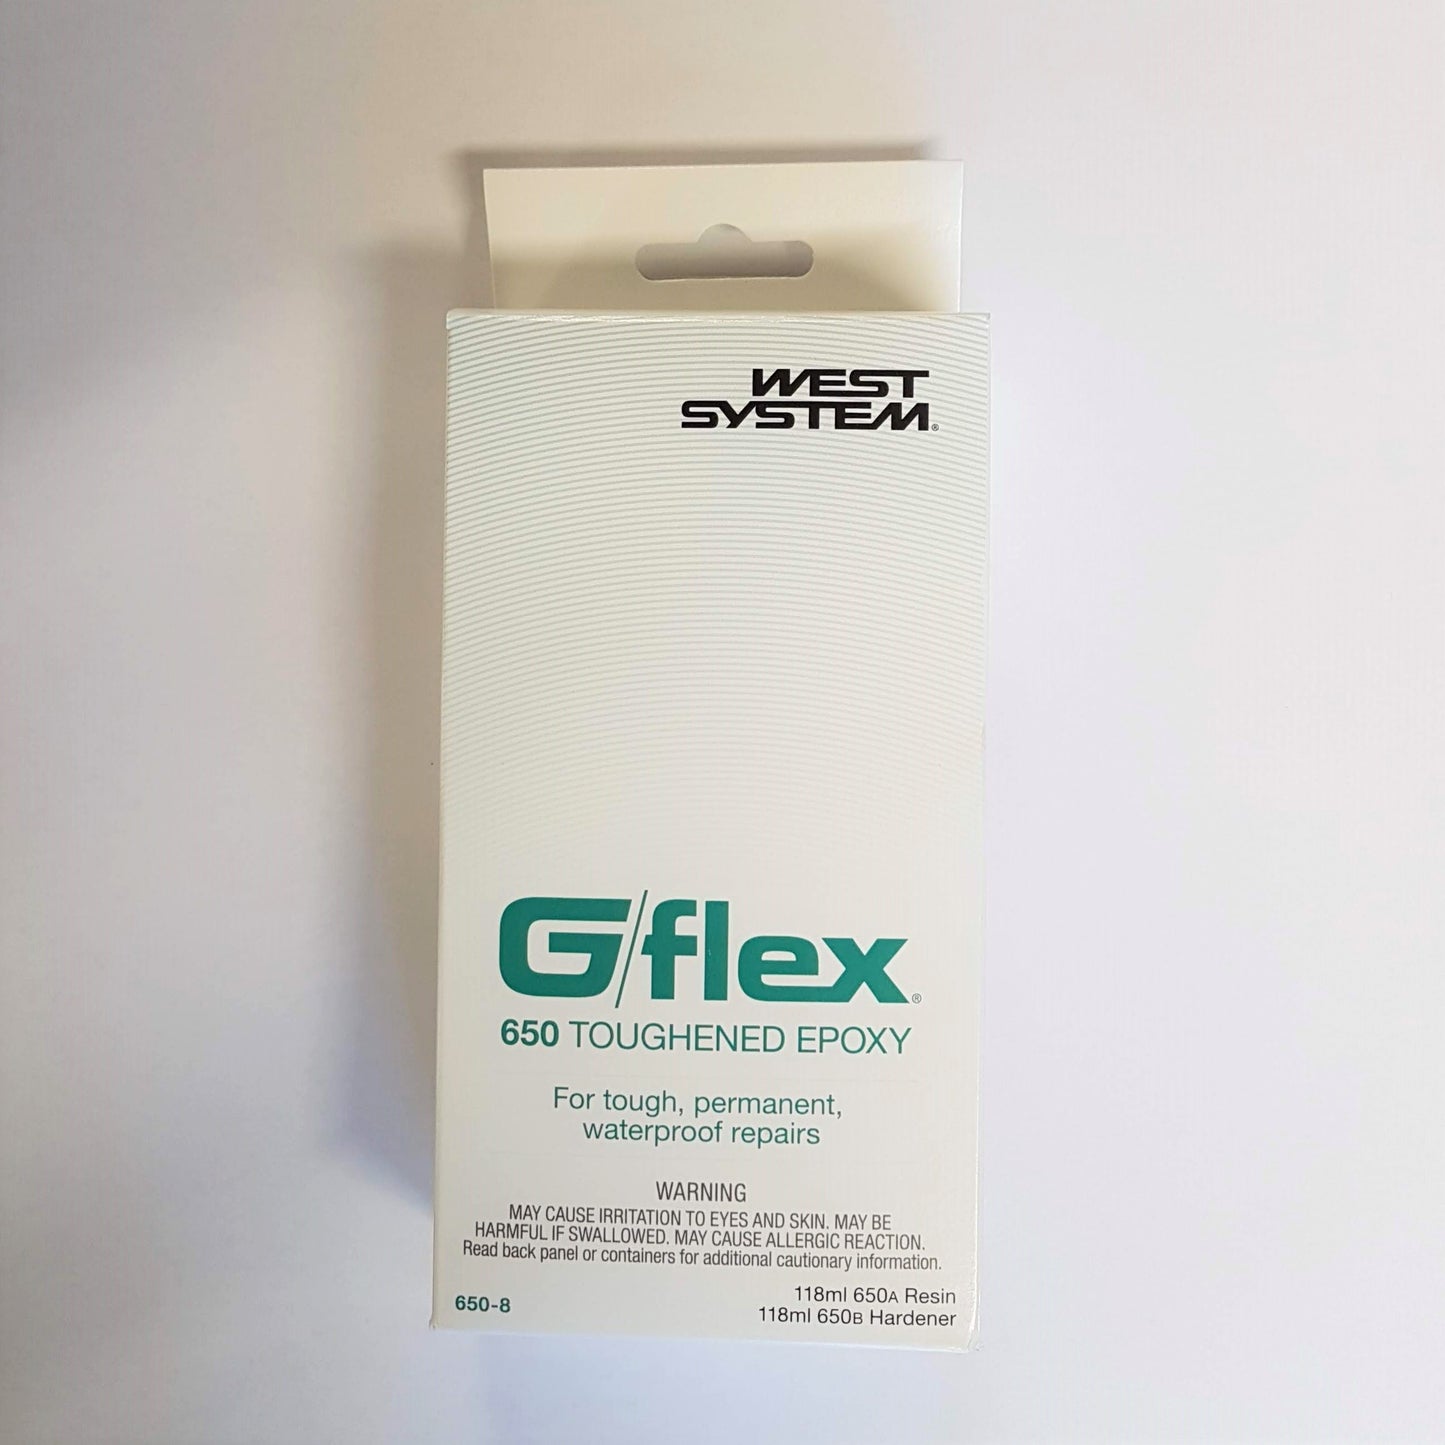 WEST
SYSTEM®
G/flex®
650 TOUGHENED EPOXY
For tough, permanent,
waterproof repairs
WARNING
MAY CAUSE IRRITATION TO EYES AND SKIN. MAY BE
HARMFUL IF SWALLOWED. MAY CAUSE ALLERGIC REACTION.
Read back panel or containers for additional cautionary information.
650-8
118ml 650A Resin
118ml 650B Hardener